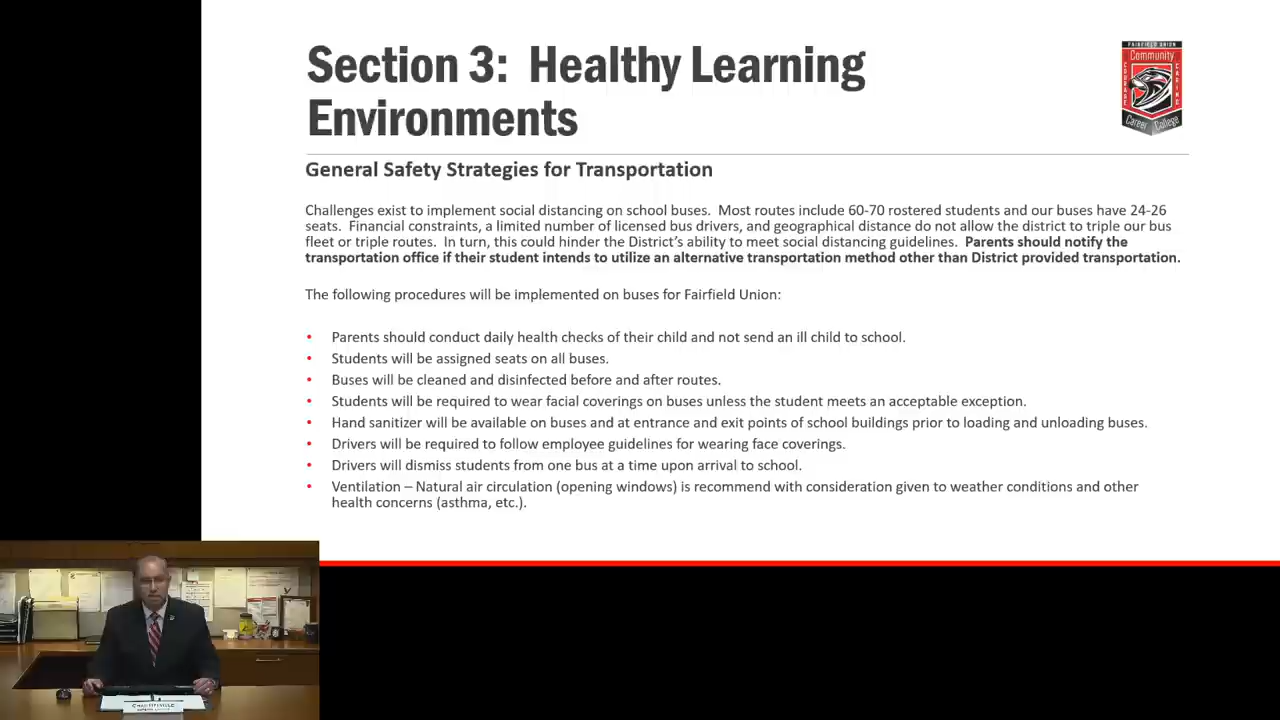 Section 3: Healthy Learning
Environments
FAIRFIELD UNION
Community
COURAGE
CARING
Career College
General Safety Strategies for Transportation
Challenges exist to implement social distancing on school buses. Most routes include 60-70 rostered students and our buses have 24-26
seats. Financial constraints, a limited number of licensed bus drivers, and geographical distance do not allow the district to triple our bus
fleet or triple routes. In turn, this could hinder the District's ability to meet social distancing guidelines. Parents should notify the
transportation office if their student intends to utilize an alternative transportation method other than District provided transportation.
The following procedures will be implemented on buses for Fairfield Union:
• Parents should conduct daily health checks of their child and not send an ill child to school.
• Students will be assigned seats on all buses.
• Buses will be cleaned and disinfected before and after routes.
• Students will be required to wear facial coverings on buses unless the student meets an acceptable exception.
• Hand sanitizer will be available on buses and at entrance and exit points of school buildings prior to loading and unloading buses.
• Drivers will be required to follow employee guidelines for wearing face coverings.
• Drivers will dismiss students from one bus at a time upon arrival to school.
• Ventilation – Natural air circulation (opening windows) is recommend with consideration given to weather conditions and other
health concerns (asthma, etc.).